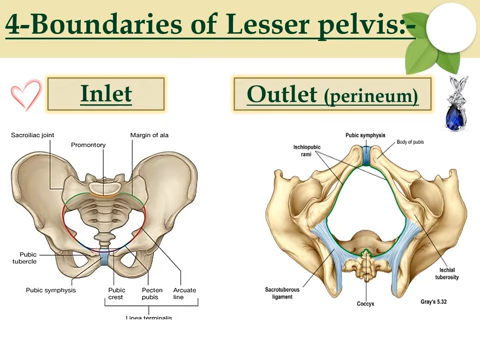 4-Boundaries of Lesser pelvis:-
Inlet
Outlet (perineum)
Sacroiliac joint
Promontory
Margin of ala
Pubic
tubercle
Pubic symphysis
Pubic
crest
Pecten
pubis
Arcuate
line
Linea terminalis
Pubic symphysis
Body of pubis
Ischiopubic
rami
Sacrotuberous
ligament
Coccyx
Ischial
tuberosity
Gray's 5.32